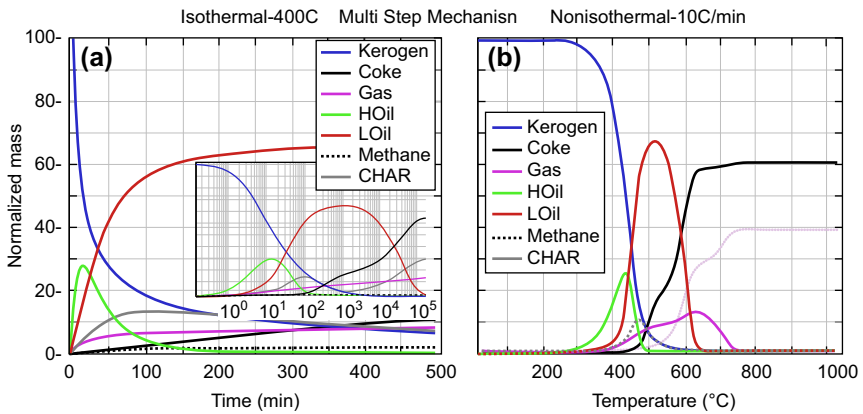 Isothermal-400C Multi Step Mechanisn Nonisothermal-10C/min
(a)
Kerogen
Coke
Gas
HOil
LOil
Methane
CHAR
100-
80-
60-
40-
20-
0-
Normalized mass
10^0 10^1 10^2 10^3 10^4 10^5
0 100 200 300 400 500
Time (min)
(b)
Kerogen
Coke
Gas
HOil
LOil
Methane
CHAR
200 400 600 800 1000
Temperature (°C)